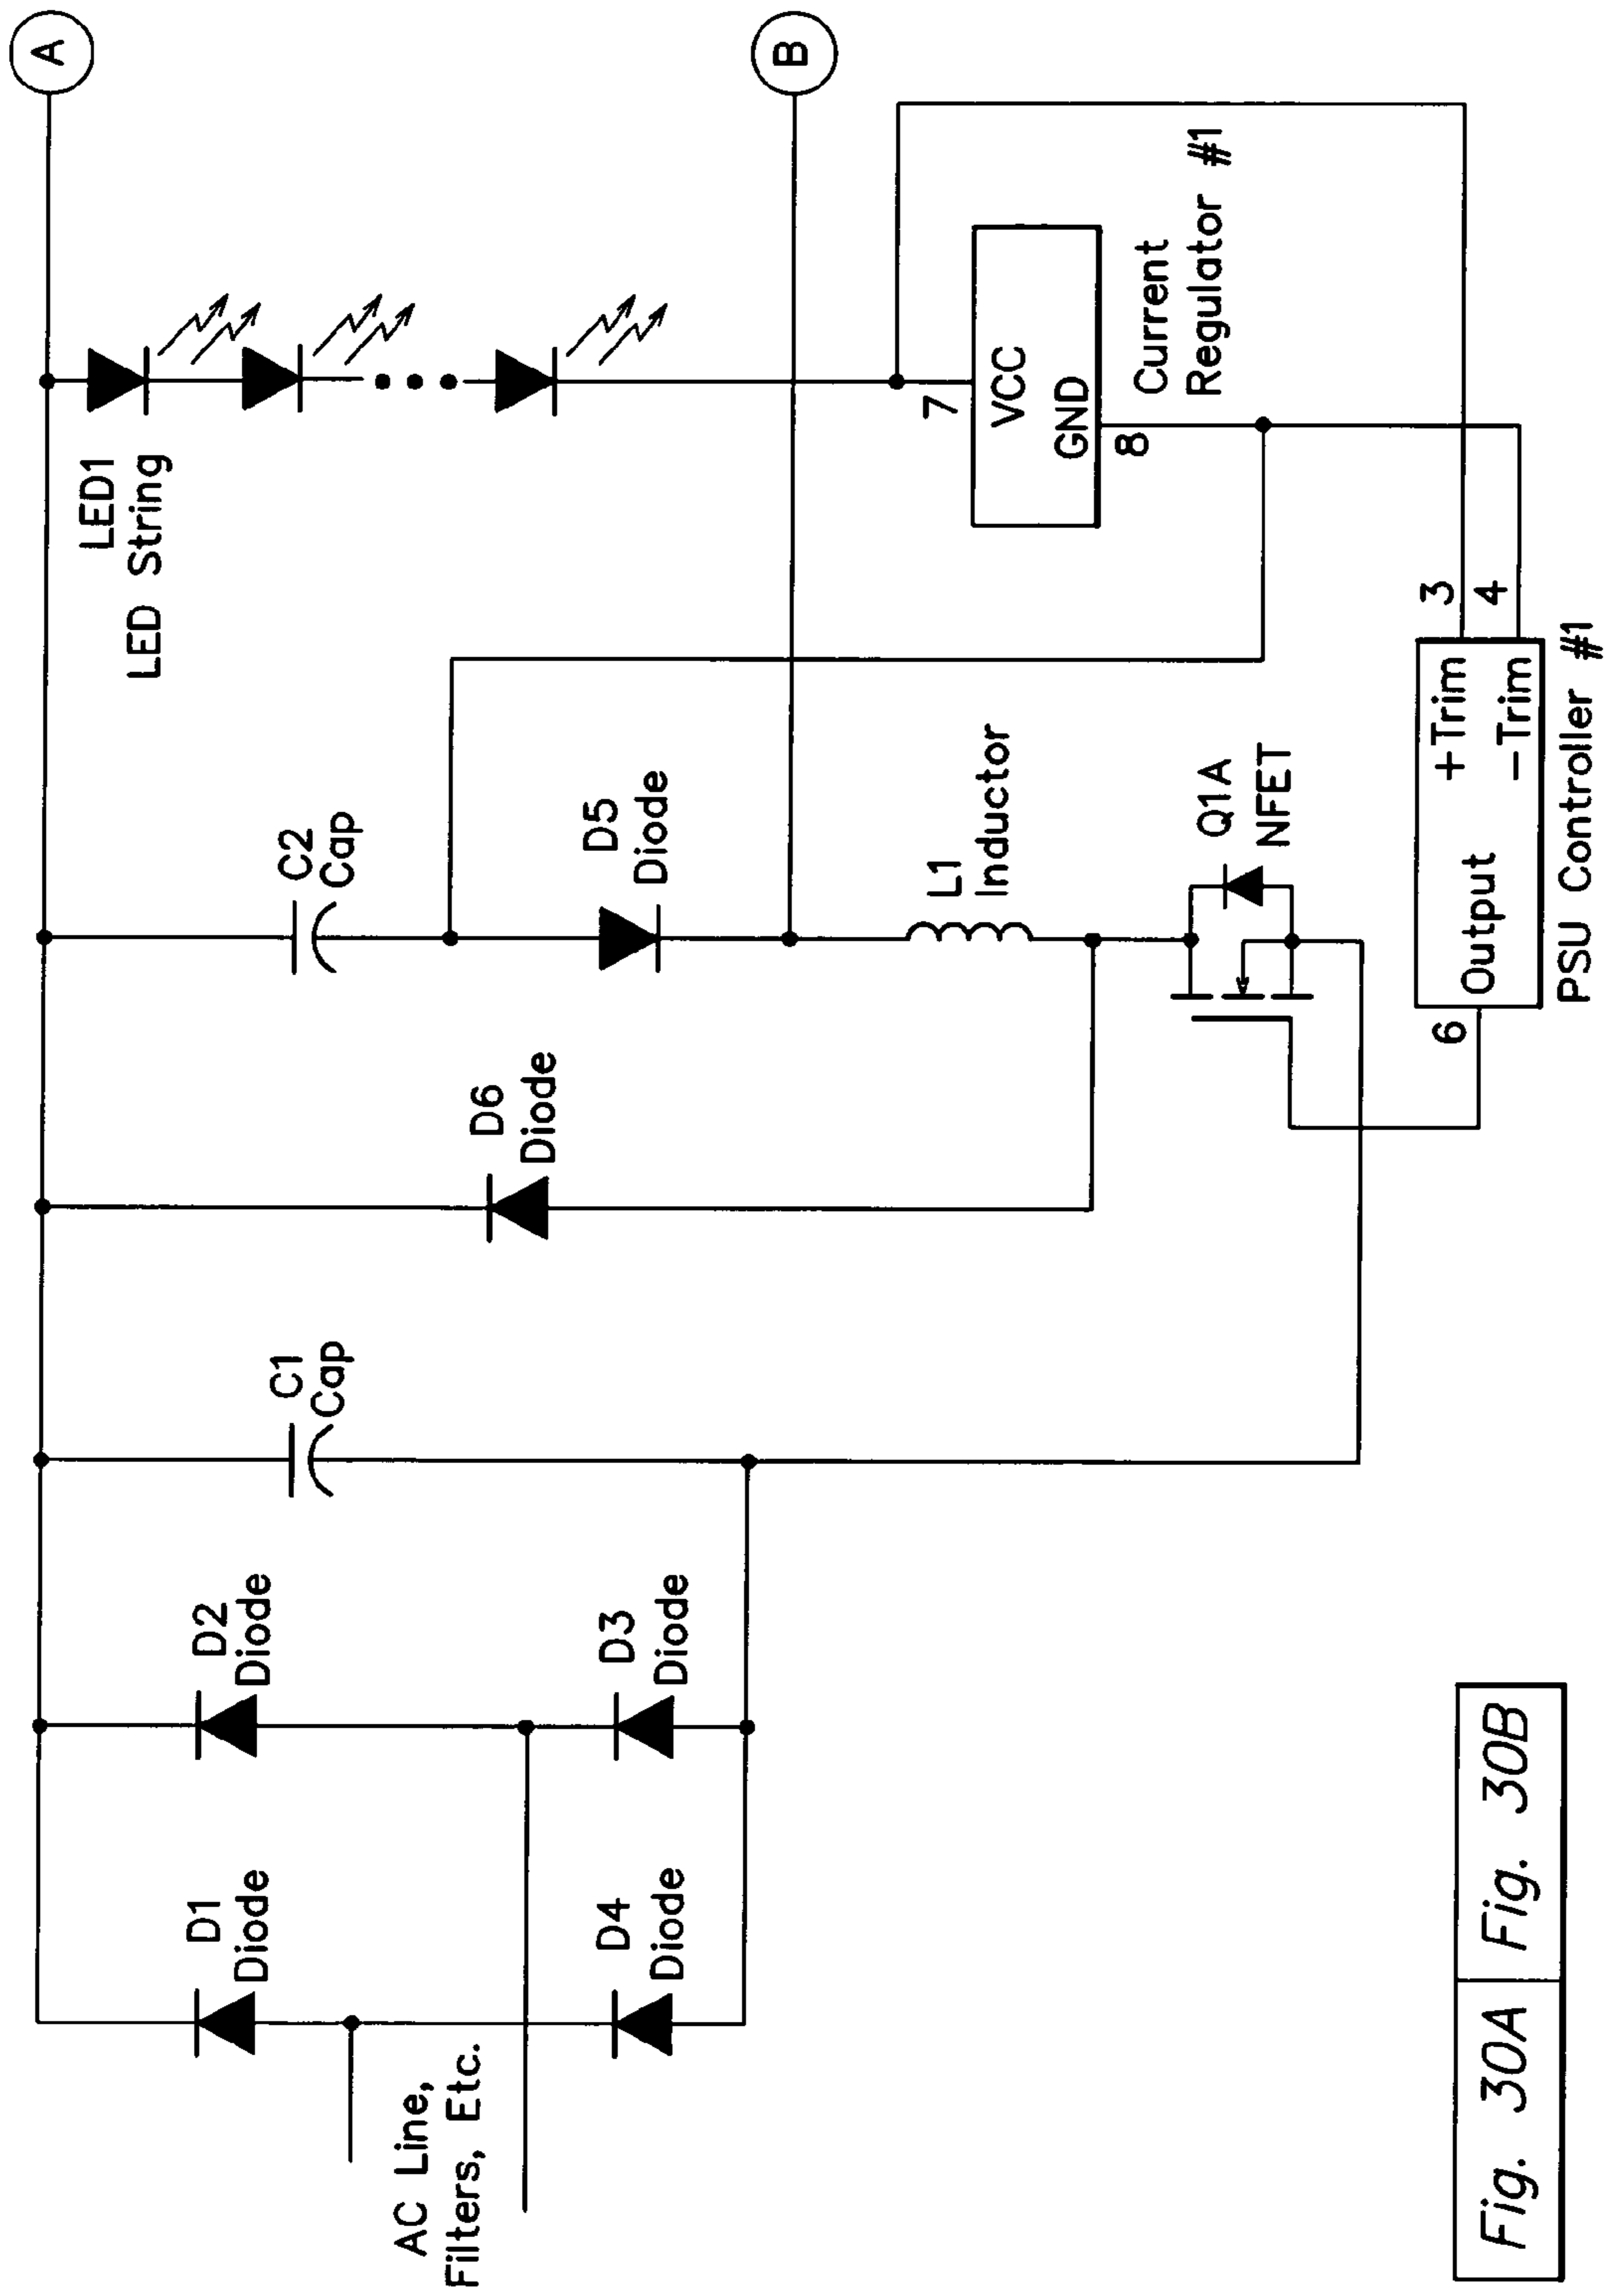 AC Line,
Filters, Etc.
D1
Diode
D2
Diode
D4
Diode
D3
Diode
C1
Cap
D6
Diode
C2
Cap
D5
Diode
L1
Inductor
Q1A
NFET
LED1
LED String
A
B
7
VCC
GND
8
Current
Regulator #1
6
Output
+Trim
-Trim
3
4
PSU Controller #1
Fig. 30A
Fig. 30B